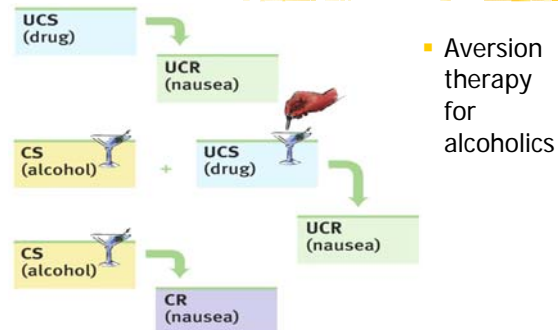 UCS
(drug)
UCR
(nausea)
CS
(alcohol)
+
UCS
(drug)
UCR
(nausea)
CS
(alcohol)
CR
(nausea)
Aversion
therapy
for
alcoholics